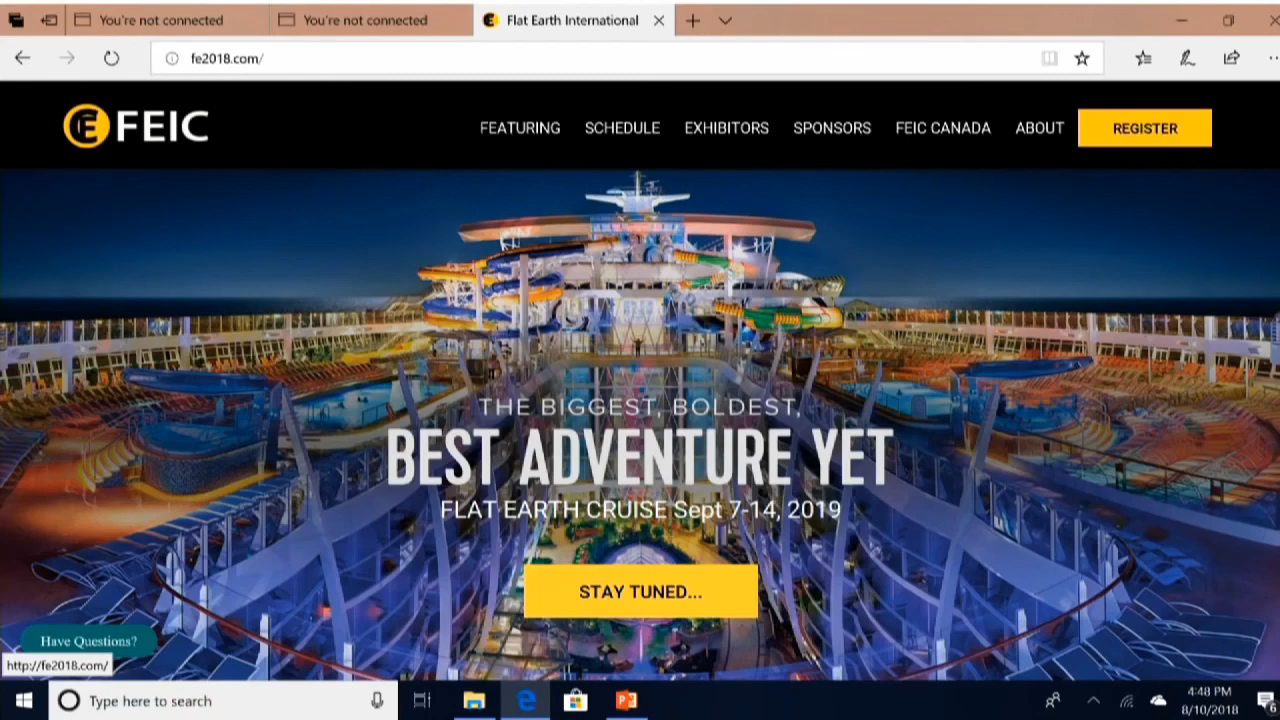 You're not connected
You're not connected
Flat Earth International
fe2018.com/
FEIC
FEATURING
SCHEDULE
EXHIBITORS
SPONSORS
FEIC CANADA
ABOUT
REGISTER
THE BIGGEST, BOLDEST,
BEST ADVENTURE YET
FLAT EARTH CRUISE Sept 7-14, 2019
STAY TUNED...
Have Questions?
http://fe2018.com/
Type here to search
4:48 PM
8/10/2018
6